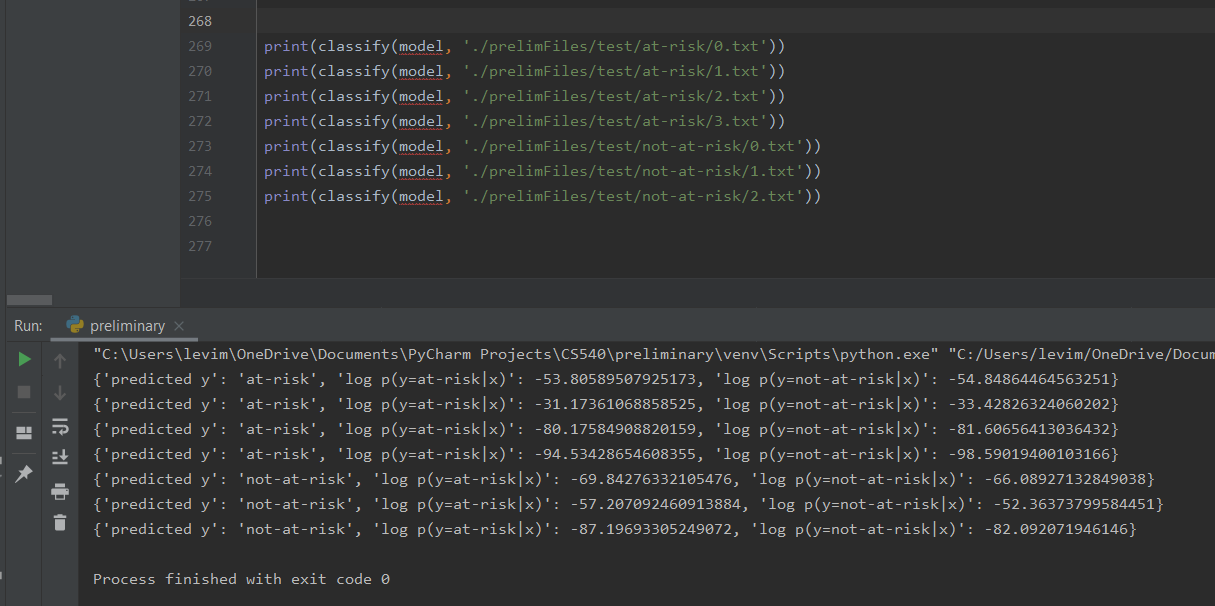 268
269 print(classify(model, './prelimFiles/test/at-risk/0.txt'))
270 print(classify(model, './prelimFiles/test/at-risk/1.txt'))
271 print(classify(model, './prelimFiles/test/at-risk/2.txt'))
272 print(classify(model, './prelimFiles/test/at-risk/3.txt'))
273 print(classify(model, './prelimFiles/test/not-at-risk/0.txt'))
274 print(classify(model, './prelimFiles/test/not-at-risk/1.txt'))
275 print(classify(model, './prelimFiles/test/not-at-risk/2.txt'))
276
277
Run: preliminary
"C:\Users\levim\OneDrive\Documents\PyCharm Projects\CS540\preliminary\venv\Scripts\python.exe" "C:/Users/levim/OneDrive/Docum
{'predicted y': 'at-risk', 'log p(y=at-risk|x)': -53.80589507925173, 'log p(y=not-at-risk|x)': -54.84864464563251}
{'predicted y': 'at-risk', 'log p(y=at-risk|x)': -31.17361068858525, 'log p(y=not-at-risk|x)': -33.42826324060202}
{'predicted y': 'at-risk', 'log p(y=at-risk|x)': -80.17584908820159, 'log p(y=not-at-risk|x)': -81.60656413036432}
{'predicted y': 'at-risk', 'log p(y=at-risk|x)': -94.53428654608355, 'log p(y=not-at-risk|x)': -98.59019400103166}
{'predicted y': 'not-at-risk', 'log p(y=at-risk|x)': -69.84276332105476, 'log p(y=not-at-risk|x)': -66.08927132849038}
{'predicted y': 'not-at-risk', 'log p(y=at-risk|x)': -57.207092460913884, 'log p(y=not-at-risk|x)': -52.36373799584451}
{'predicted y': 'not-at-risk', 'log p(y=at-risk|x)': -87.19693305249072, 'log p(y=not-at-risk|x)': -82.092071946146}
Process finished with exit code 0